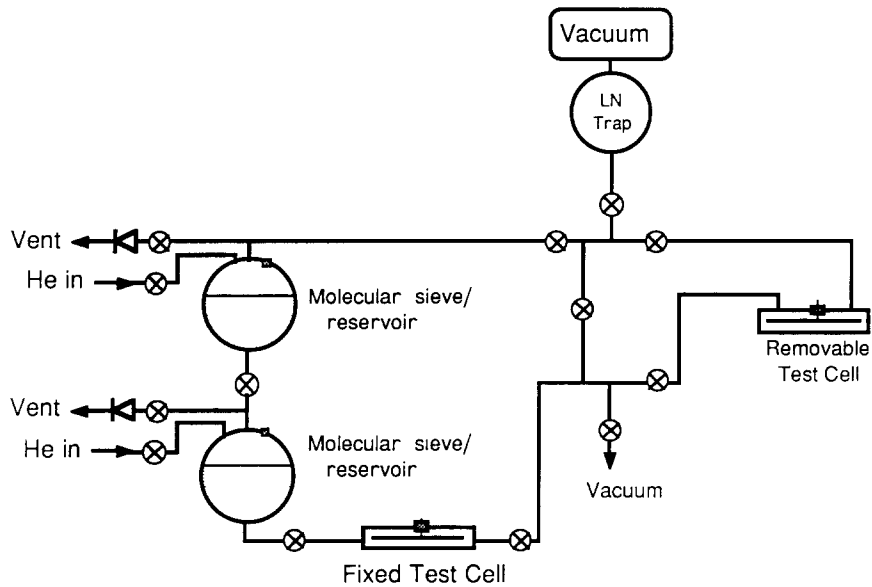 Vacuum
LN
Trap
Vent
He in
Molecular sieve/
reservoir
Removable
Test Cell
Vent
He in
Molecular sieve/
reservoir
Vacuum
Fixed Test Cell